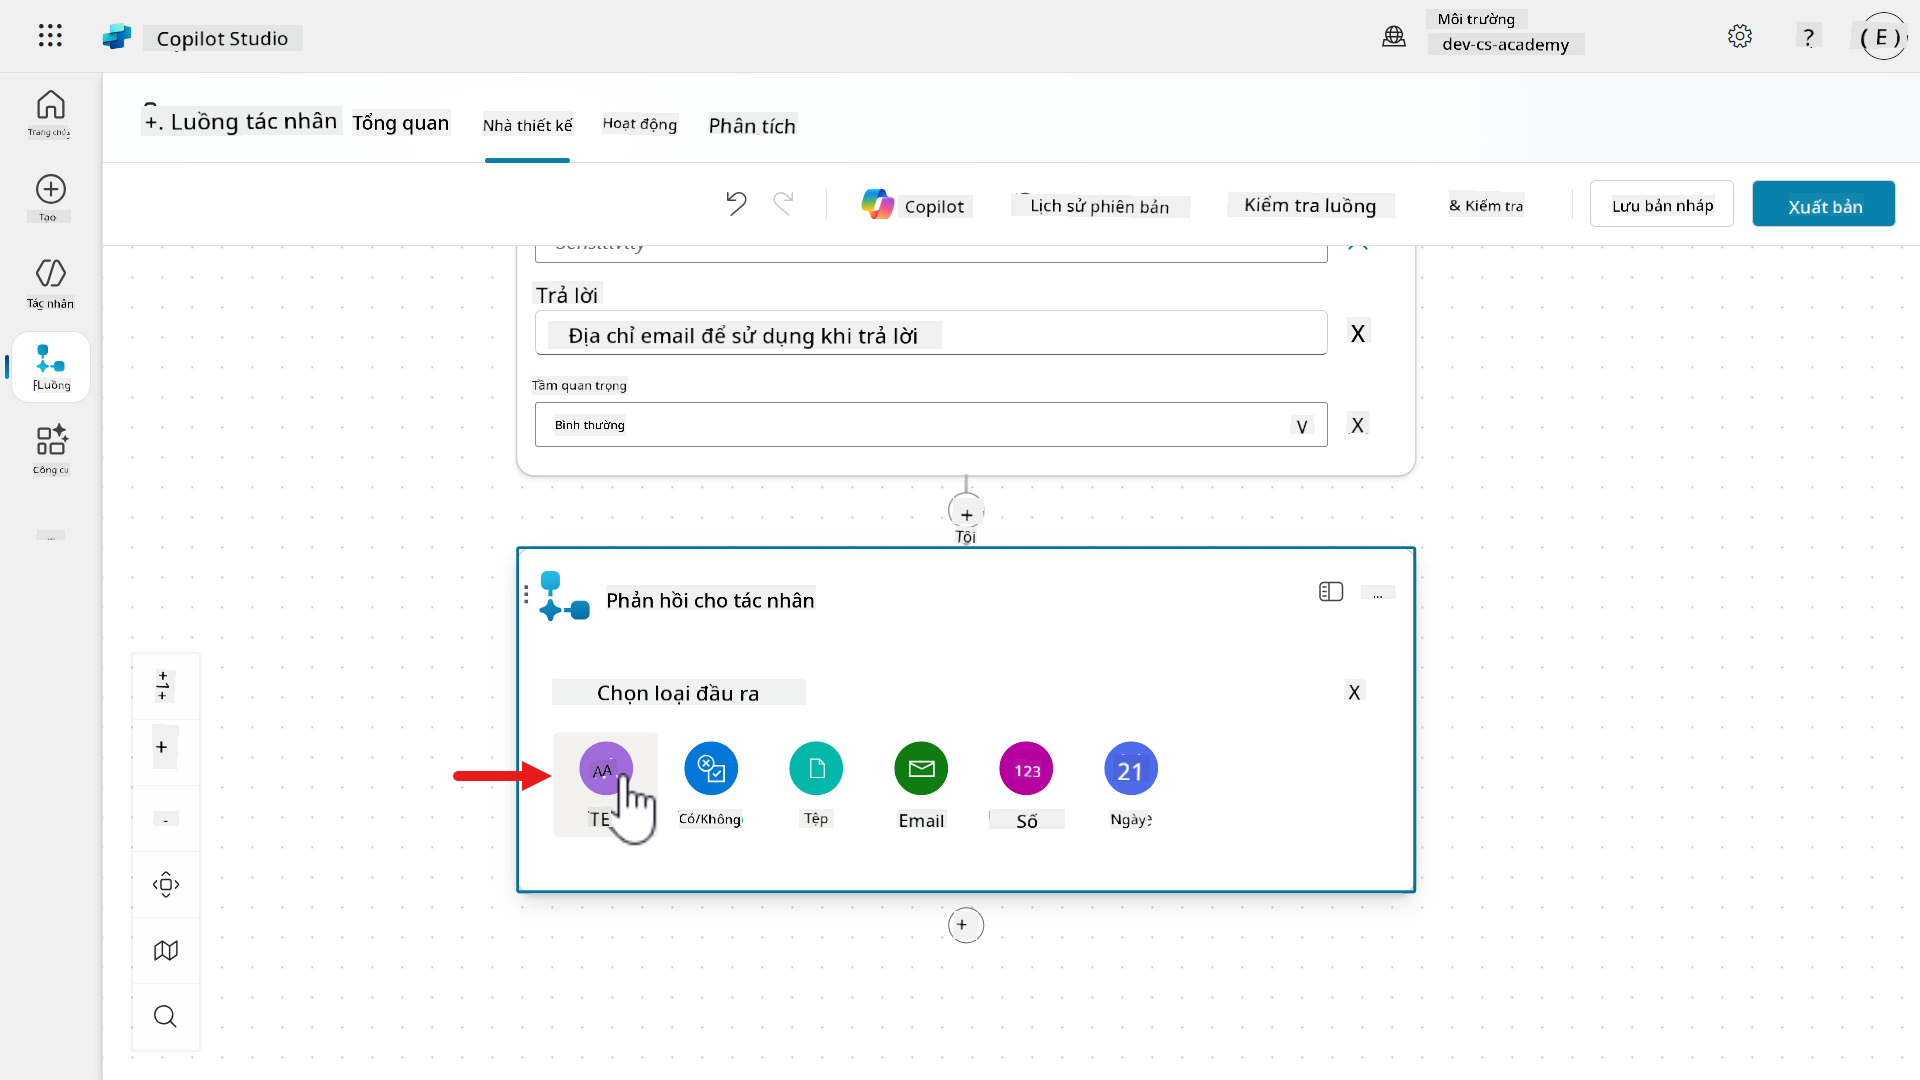 Copilot Studio
Môi trường
dev-cs-academy
?
( E )
+. Luồng tác nhân
Tổng quan
Nhà thiết kế
Hoạt động
Phân tích
Copilot
Lịch sử phiên bản
Kiểm tra luồng
& Kiểm tra
Lưu bản nháp
Xuất bản
Trang chủ
Tạo
Tác nhân
Luồng
Công cụ
...
Sensitivity
Trả lời
Địa chỉ email để sử dụng khi trả lời
X
Tầm quan trọng
Bình thường
V
X
+
Tôi
Phản hồi cho tác nhân
...
Chọn loại đầu ra
X
AA
123
21
TE
Có/Không
Tệp
Email
Số
Ngày
+
+
-